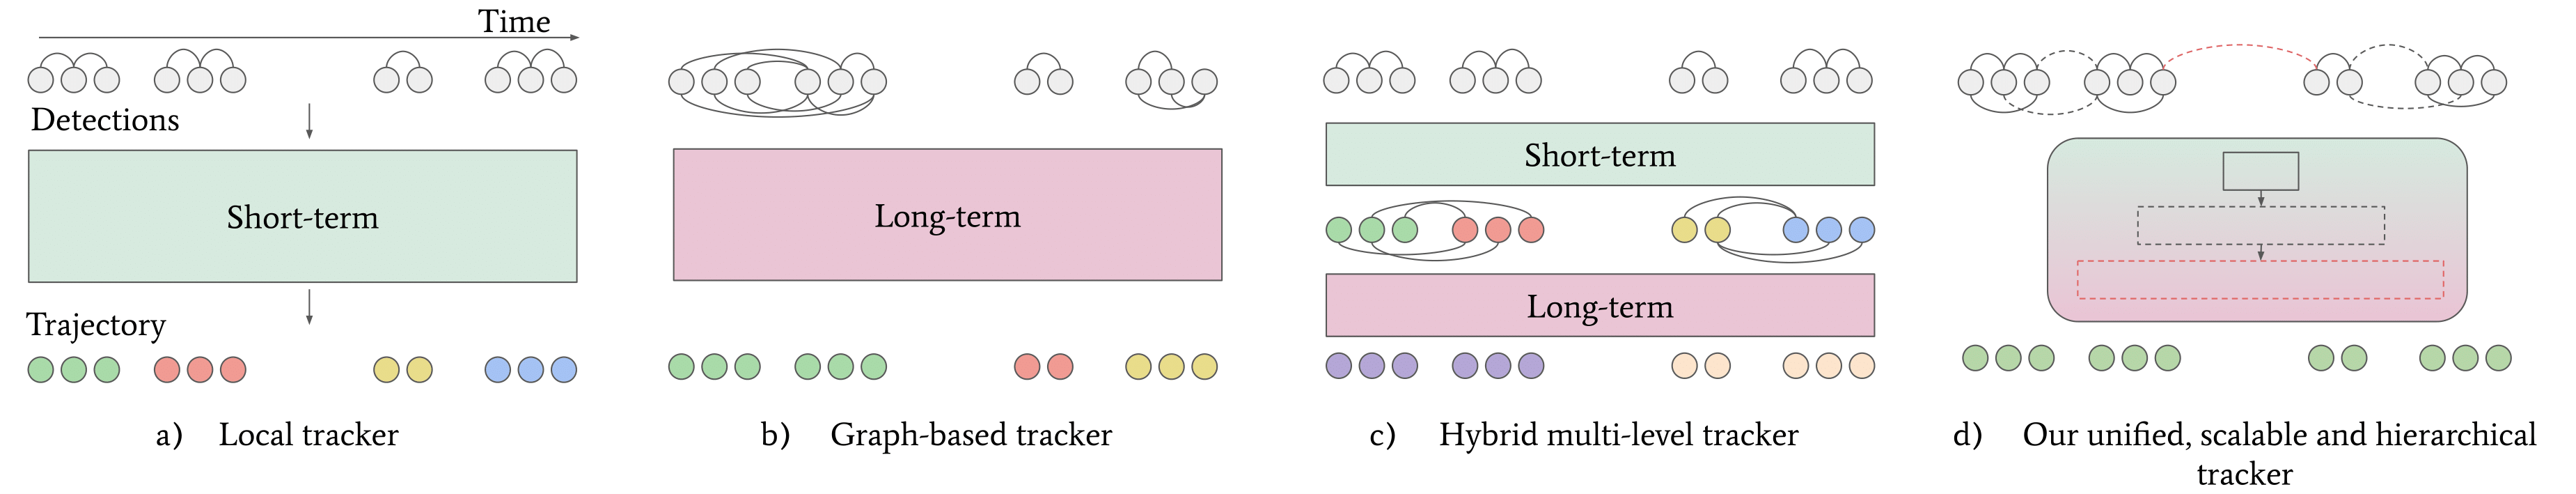 Time
Detections
Short-term
Trajectory
a) Local tracker
Long-term
b) Graph-based tracker
Short-term
Long-term
c) Hybrid multi-level tracker
d) Our unified, scalable and hierarchical
tracker